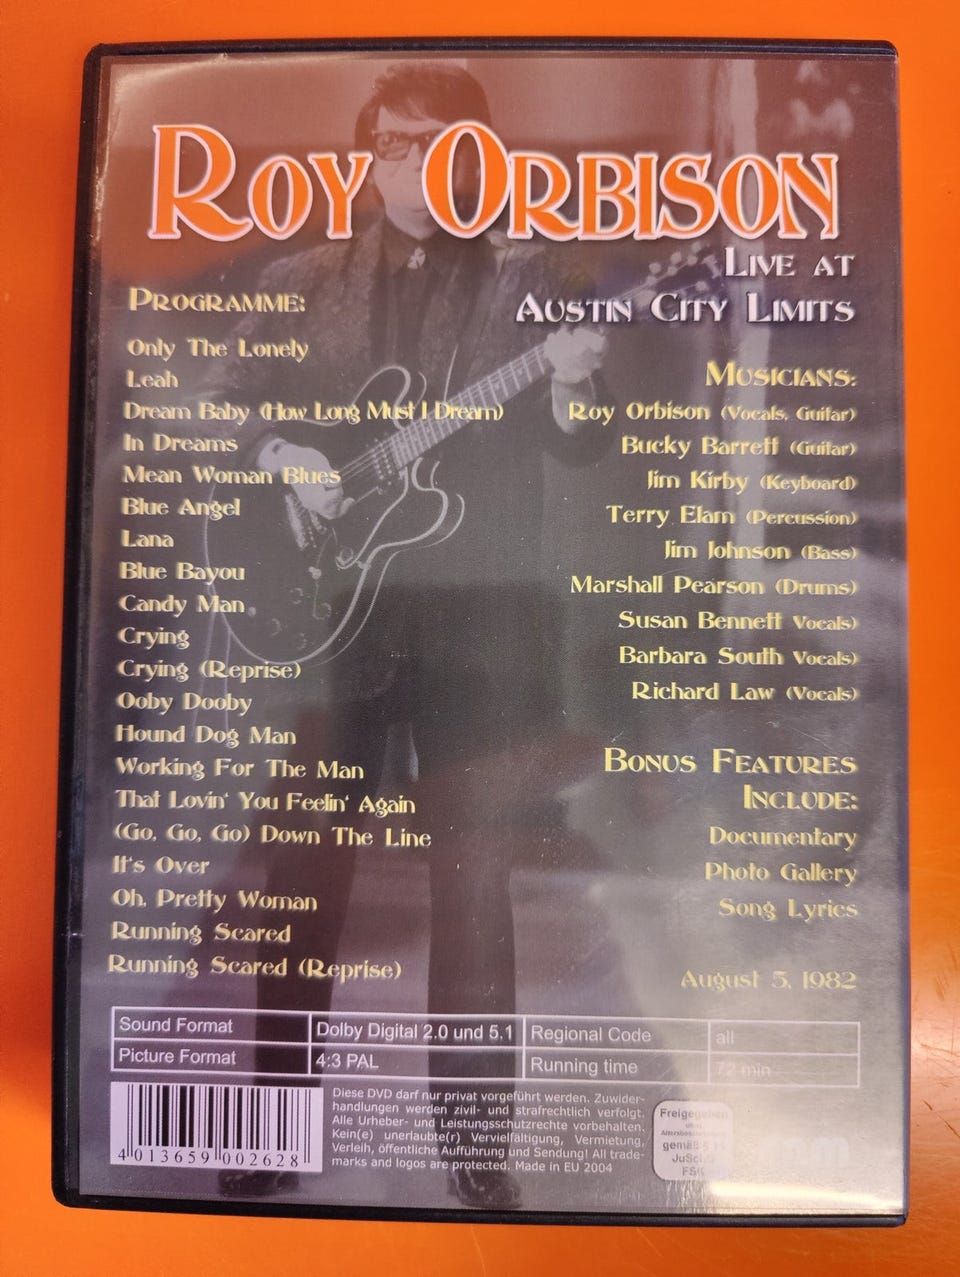 ROY ORBISON
LIVE AT
AUSTIN CITY LIMITS
PROGRAMME:
Only The Lonely
Leah
Dream Baby (How Long Must I Dream)
In Dreams
Mean Woman Blues
Blue Angel
Lana
Blue Bayou
Candy Man
Crying
Crying (Reprise)
Ooby Dooby
Hound Dog Man
Working For The Man
That Lovin' You Feelin' Again
(Go, Go, Go) Down The Line
It's Over
Oh, Pretty Woman
Running Scared
Running Scared (Reprise)
MUSICIANS:
Roy Orbison (Vocals, Guitar)
Bucky Barrett (Guitar)
Jim Kirby (Keyboard)
Terry Elam (Percussion)
Jim Johnson (Bass)
Marshall Pearson (Drums)
Susan Bennett Vocals)
Barbara South Vocals)
Richard Law (Vocals)
BONUS FEATURES
INCLUDE:
Documentary
Photo Gallery
Song Lyrics
August 5, 1982
Sound Format Dolby Digital 2.0 und 5.1 Regional Code all
Picture Format 4:3 PAL Running time 72 min
Diese DVD darf nur privat vorgeführt werden. Zuwider-
handlungen werden zivil- und strafrechtlich verfolgt.
Alle Urheber- und Leistungsschutzrechte vorbehalten.
Kein(e) unerlaubte(r) Vervielfältigung, Vermietung,
Verleih, öffentliche Aufführung und Sendung! All trade-
marks and logos are protected. Made in EU 2004
4 013659 002628
Freigegeben
ohne
gemäß §
JuSch
FSK